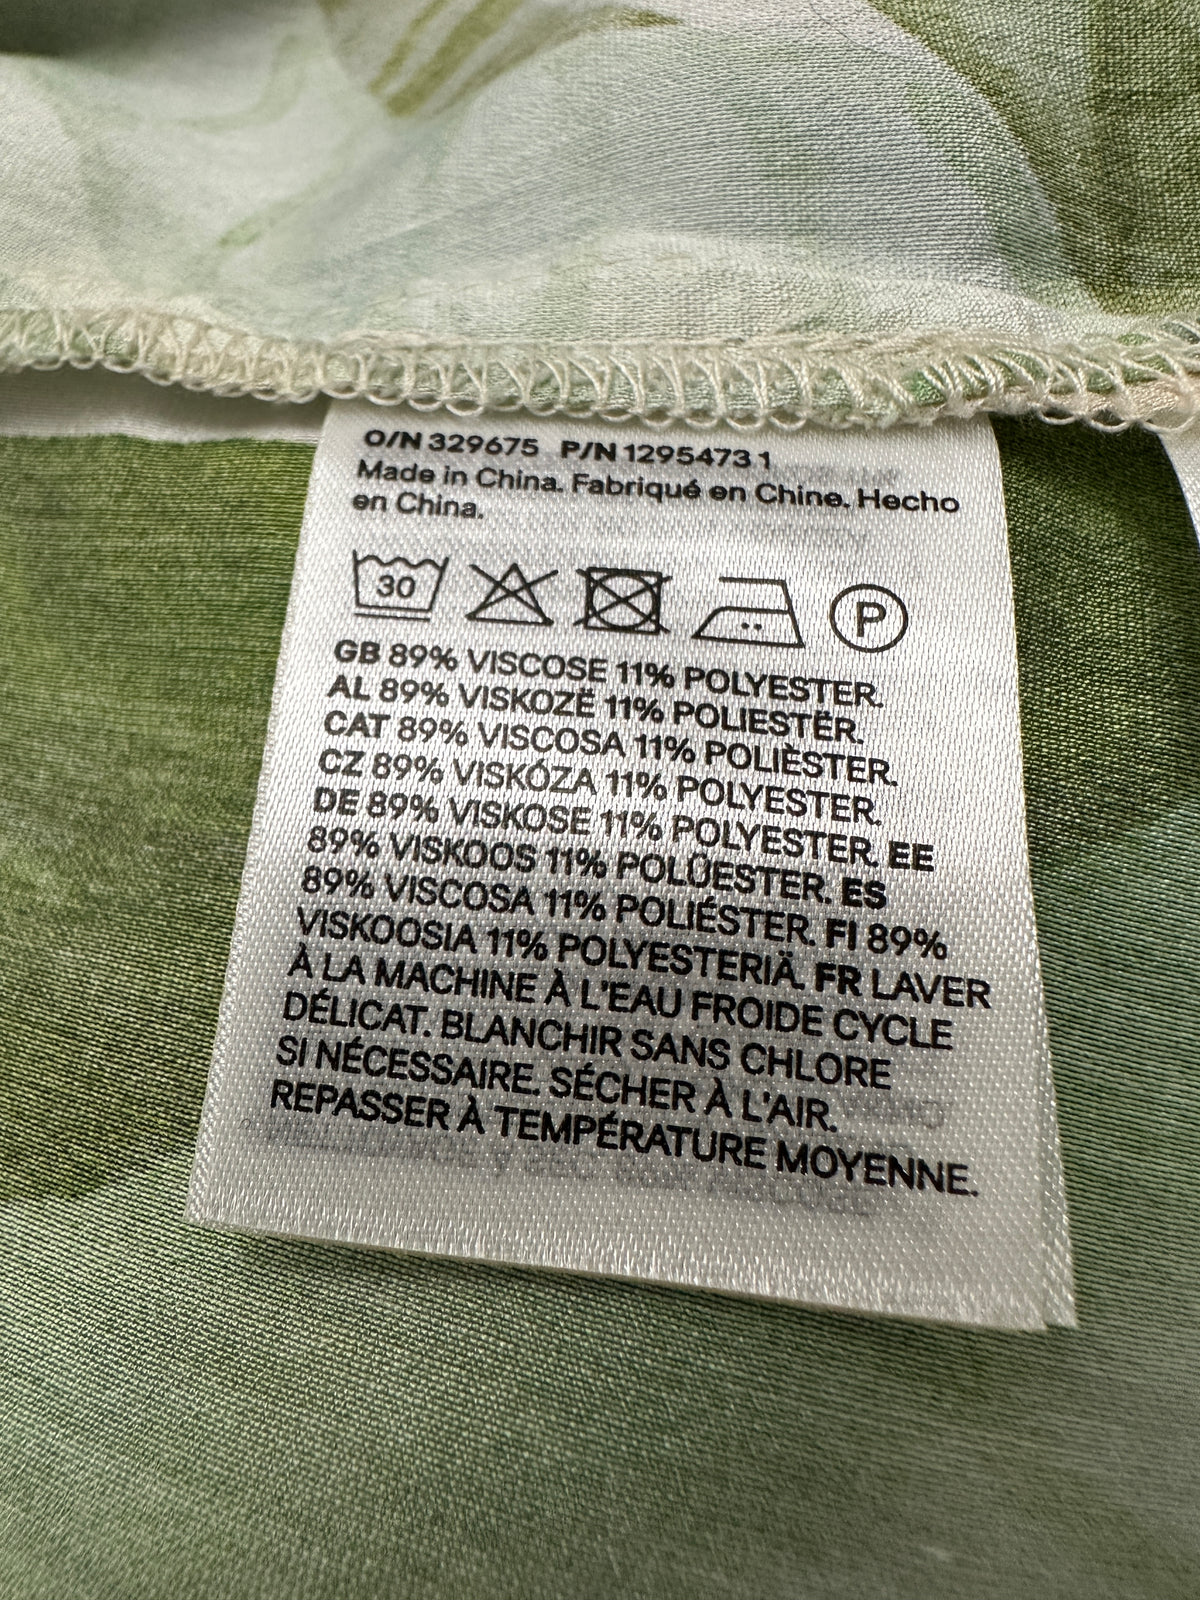 O/N 329675 P/N 1295473 1
Made in China. Fabriqué en Chine. Hecho
en China.
30 P
GB 89% VISCOSE 11% POLYESTER.
AL 89% VISKOZË 11% POLIESTËR.
CAT 89% VISCOSA 11% POLIÈSTER.
CZ 89% VISKÓZA 11% POLYESTER.
DE 89% VISKOSE 11% POLYESTER. EE
89% VISKOOS 11% POLÜESTER. ES
89% VISCOSA 11% POLIÉSTER. FI 89%
VISKOOSIA 11% POLYESTERIÄ. FR LAVER
À LA MACHINE À L'EAU FROIDE CYCLE
DÉLICAT. BLANCHIR SANS CHLORE
SI NÉCESSAIRE. SÉCHER À L'AIR.
REPASSER À TEMPÉRATURE MOYENNE.